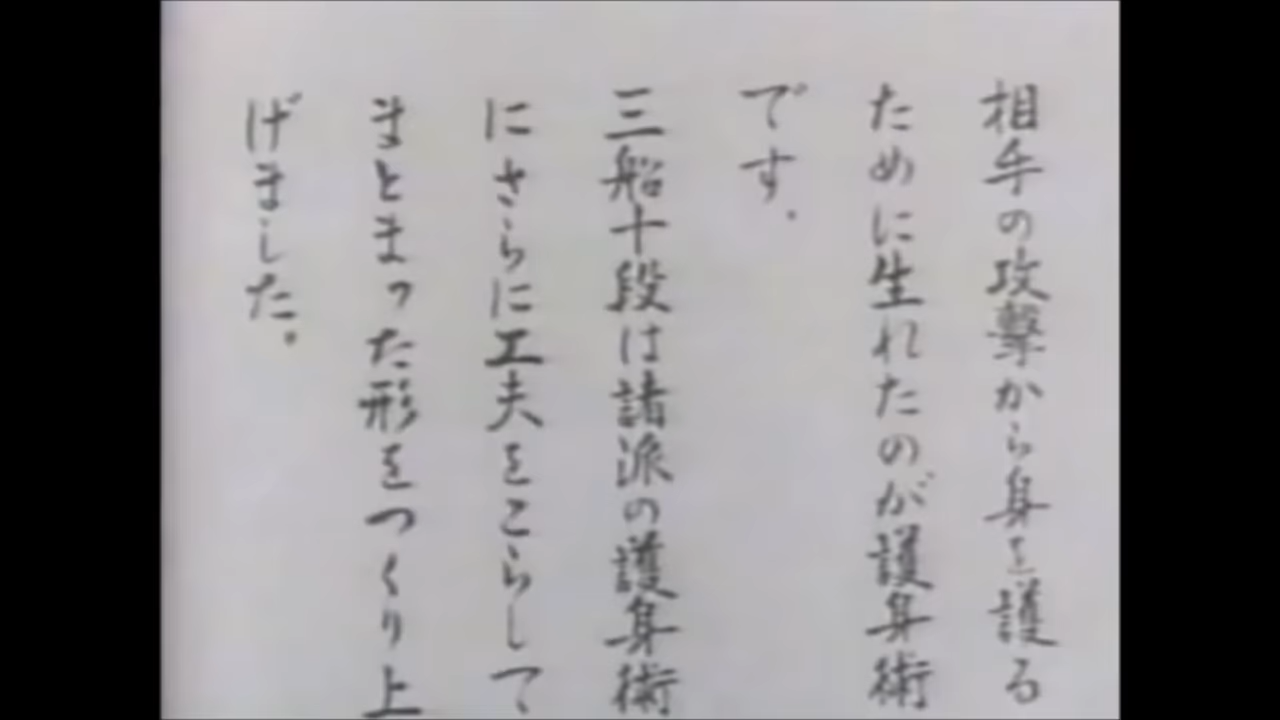 相手の攻撃から身を護る
ために生れたのが護身術
です.
三船十段は諸派の護身術
にさらに工夫をこらして
まとまった形をつくり上
げました。